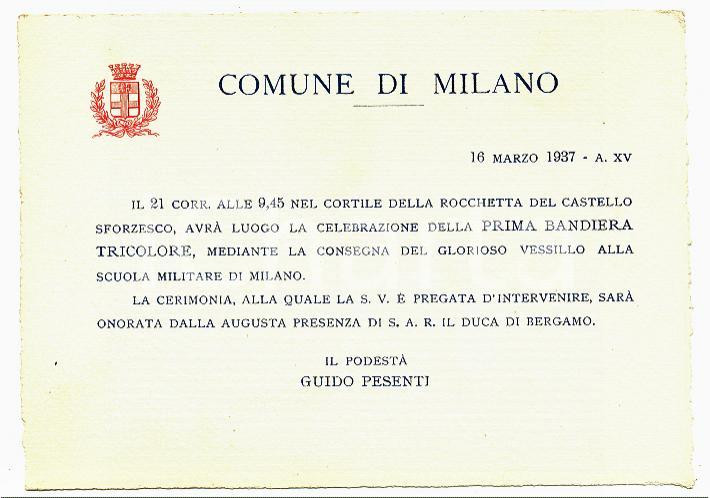 COMUNE DI MILANO
16 MARZO 1937 - A. XV
IL 21 CORR. ALLE 9,45 NEL CORTILE DELLA ROCCHETTA DEL CASTELLO
SFORZESCO, AVRÀ LUOGO LA CELEBRAZIONE DELLA PRIMA BANDIERA
TRICOLORE, MEDIANTE LA CONSEGNA DEL GLORIOSO VESSILLO ALLA
SCUOLA MILITARE DI MILANO.
LA CERIMONIA, ALLA QUALE LA S. V. È PREGATA D'INTERVENIRE, SARÀ
ONORATA DALLA AUGUSTA PRESENZA DI S. A. R. IL DUCA DI BERGAMO.
IL PODESTÀ
GUIDO PESENTI